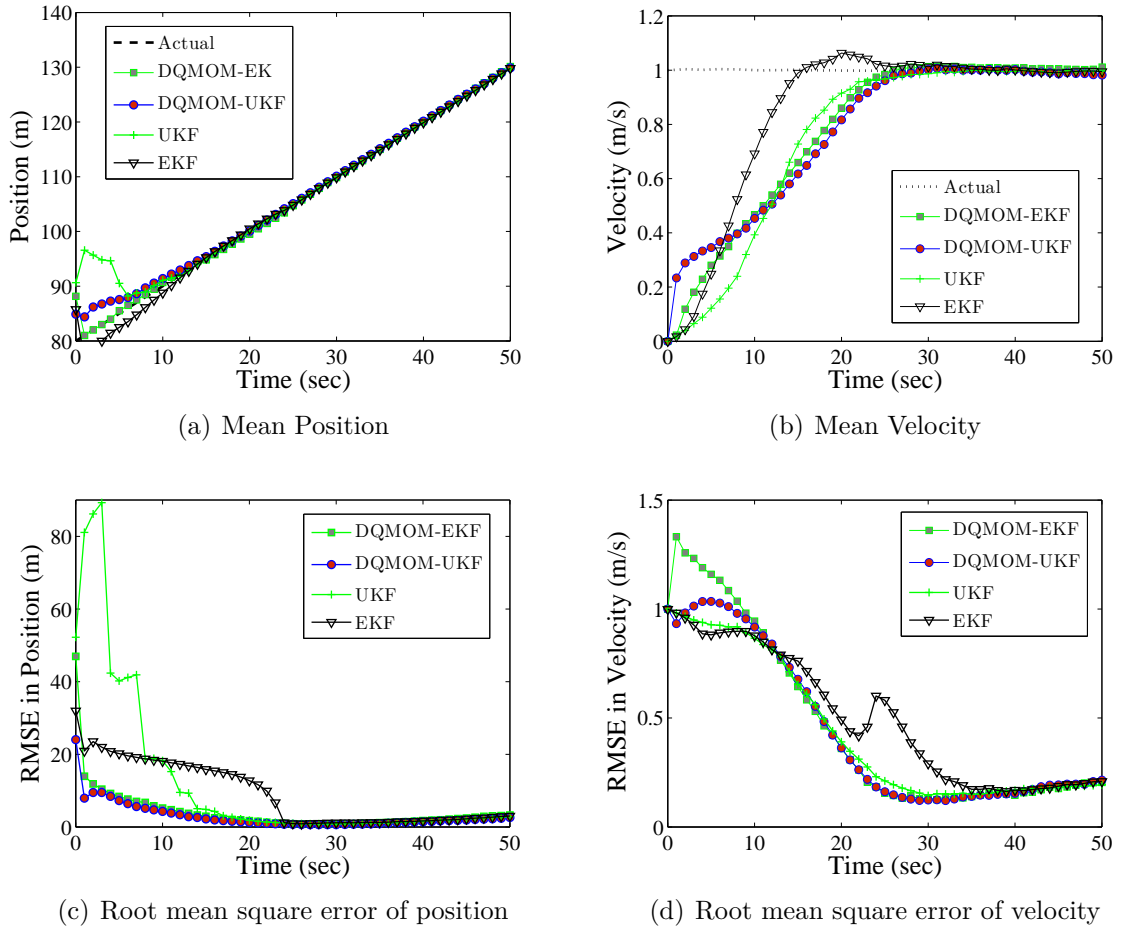 140
130
120
110
100
90
80
Position (m)
Actual
DQMOM-EK
DQMOM-UKF
UKF
EKF
0 10 20 30 40 50
Time (sec)
(a) Mean Position
1.2
1
0.8
0.6
0.4
0.2
0
Velocity (m/s)
Actual
DQMOM-EKF
DQMOM-UKF
UKF
EKF
0 10 20 30 40 50
Time (sec)
(b) Mean Velocity
80
60
40
20
0
RMSE in Position (m)
DQMOM-EKF
DQMOM-UKF
UKF
EKF
0 10 20 30 40 50
Time (sec)
(c) Root mean square error of position
1.5
1
0.5
0
RMSE in Velocity (m/s)
DQMOM-EKF
DQMOM-UKF
UKF
EKF
0 10 20 30 40 50
Time (sec)
(d) Root mean square error of velocity